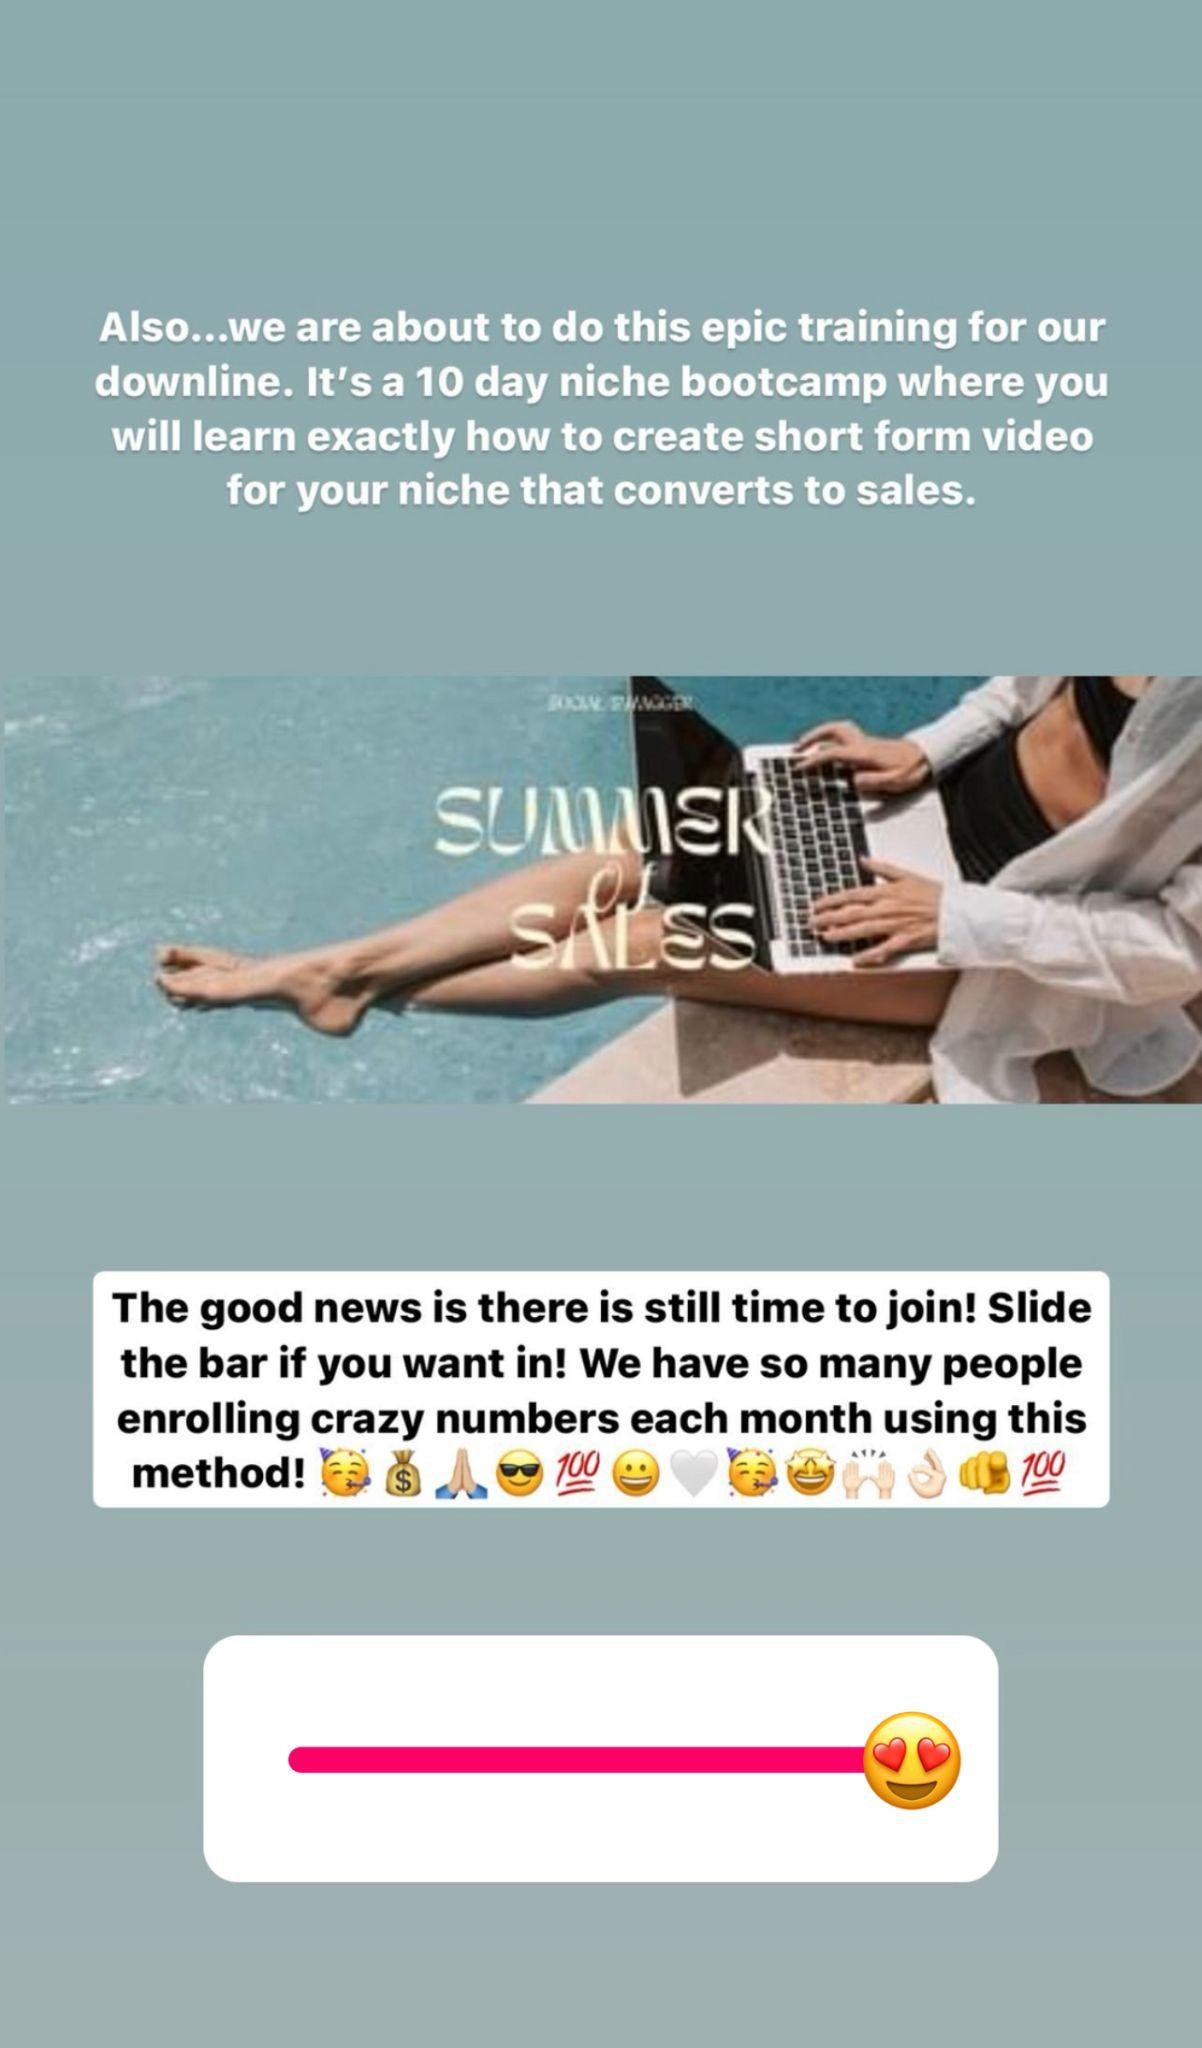 Also...we are about to do this epic training for our
downline. It's a 10 day niche bootcamp where you
will learn exactly how to create short form video
for your niche that converts to sales.
SOCIAL SWAGGER
SUMMER
of
SALES
The good news is there is still time to join! Slide
the bar if you want in! We have so many people
enrolling crazy numbers each month using this
method! 🥳💰🙏🏼😎💯😀🤍🥳🤩🙌🏻👌🏻🫵💯